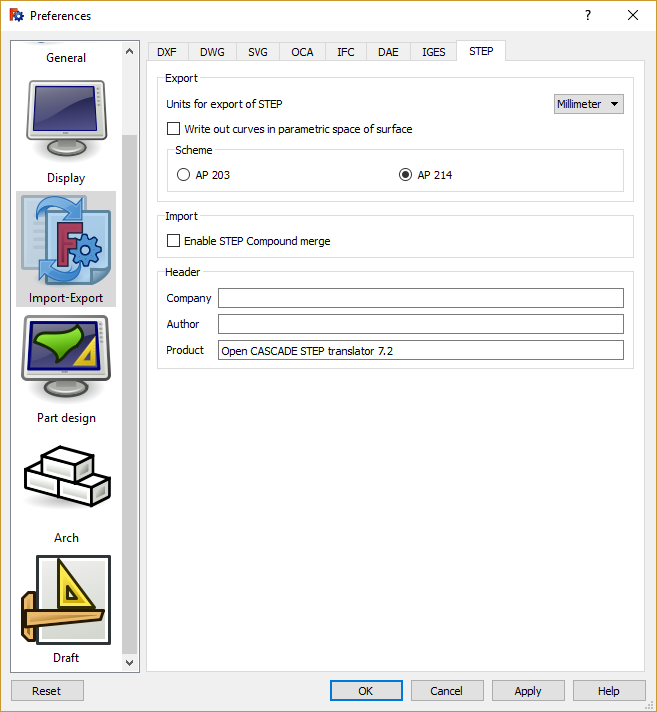 Preferences
?
General
Display
Import-Export
Part design
Arch
Draft
DXF DWG SVG OCA IFC DAE IGES STEP
Export
Units for export of STEP Millimeter
Write out curves in parametric space of surface
Scheme
AP 203 AP 214
Import
Enable STEP Compound merge
Header
Company
Author
Product Open CASCADE STEP translator 7.2
Reset OK Cancel Apply Help